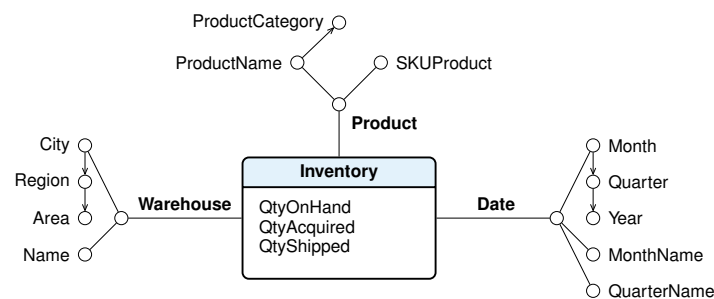 ProductCategory
ProductName
SKUProduct
Product
City
Region
Area
Name
Warehouse
Inventory
QtyOnHand
QtyAcquired
QtyShipped
Date
Month
Quarter
Year
MonthName
QuarterName